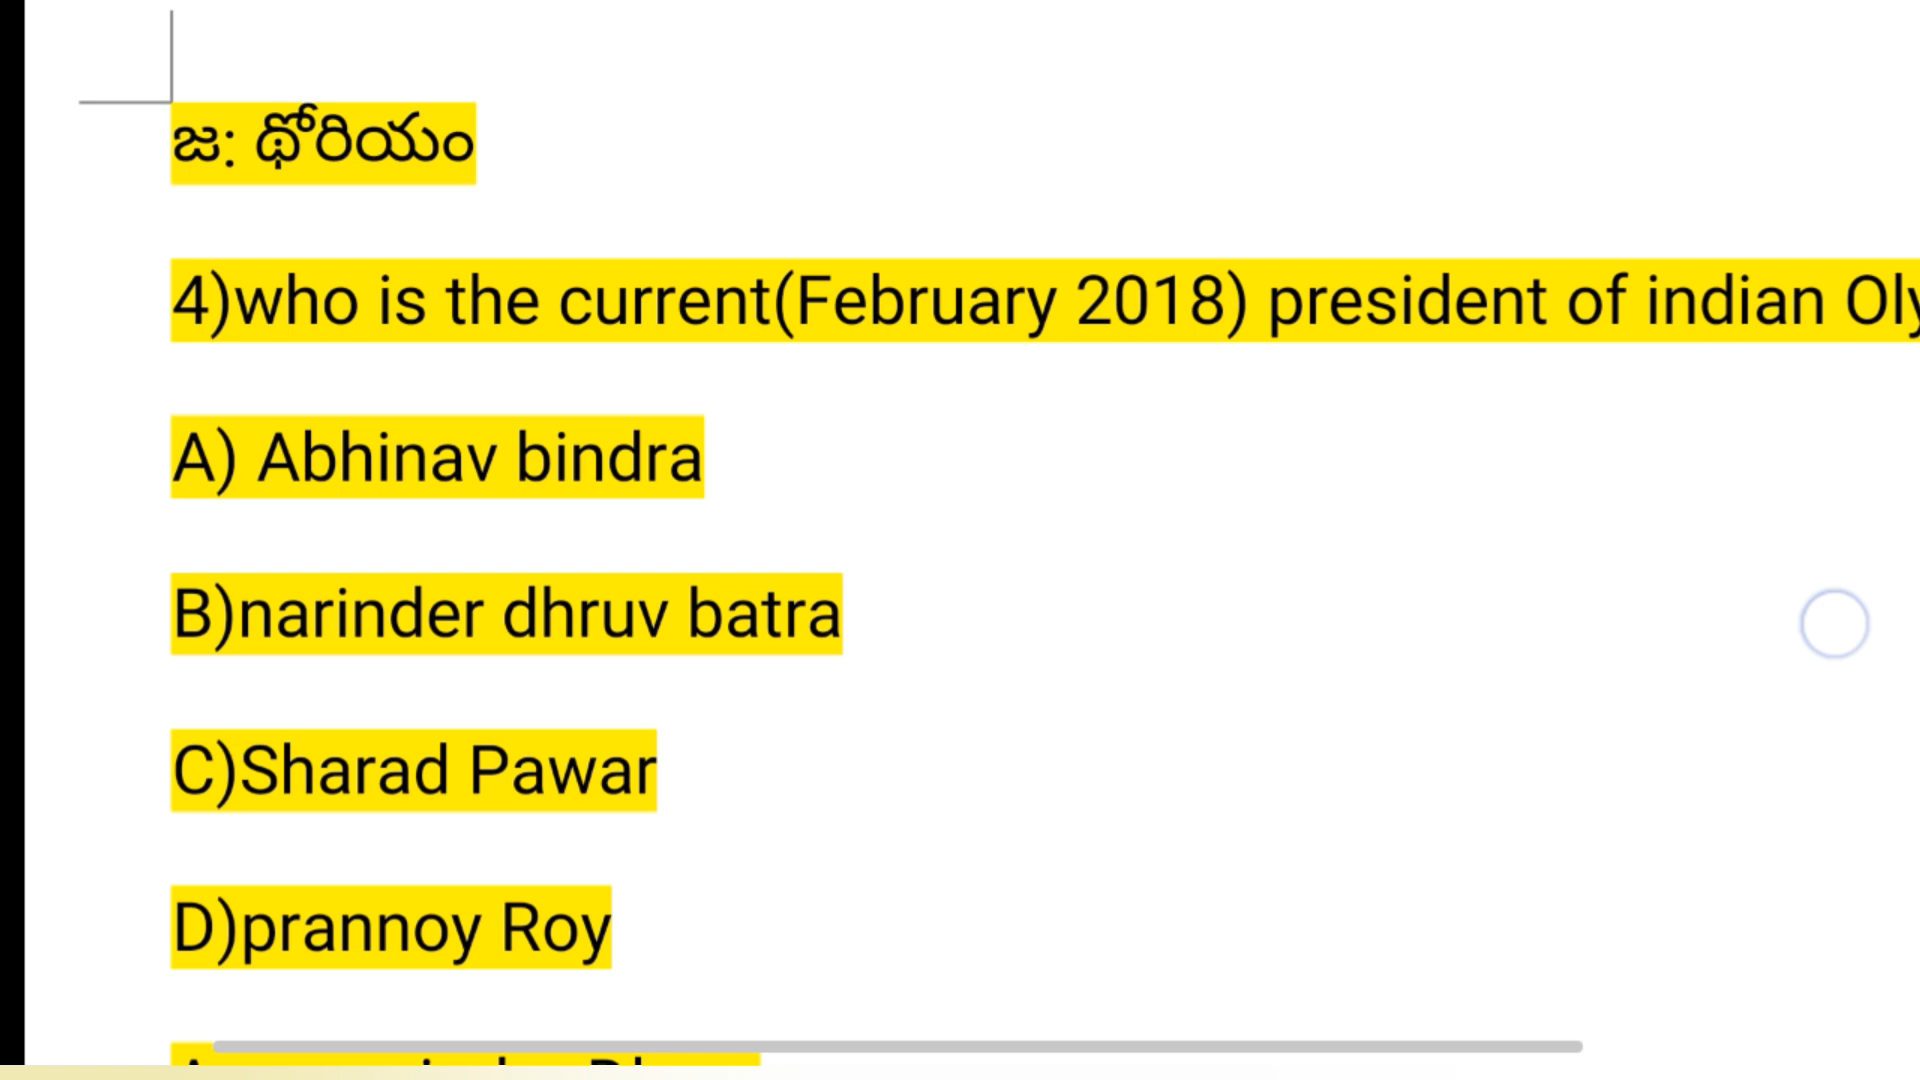 జ: థోరియం
4)who is the current(February 2018) president of indian
A) Abhinav bindra
B)narinder dhruv batra
C)Sharad Pawar
D)prannoy Roy